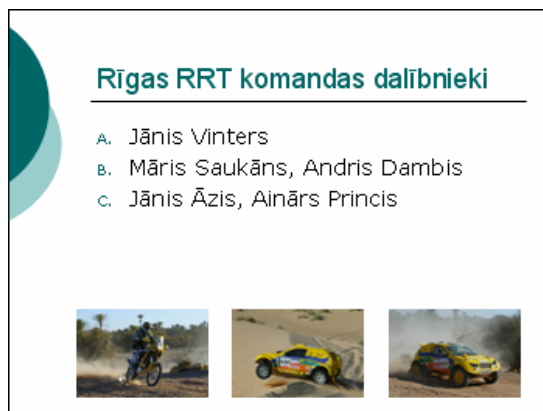 Rīgas RRT komandas dalībnieki
A. Jānis Vinters
B. Māris Saukāns, Andris Dambis
C. Jānis Āzis, Ainārs Princis